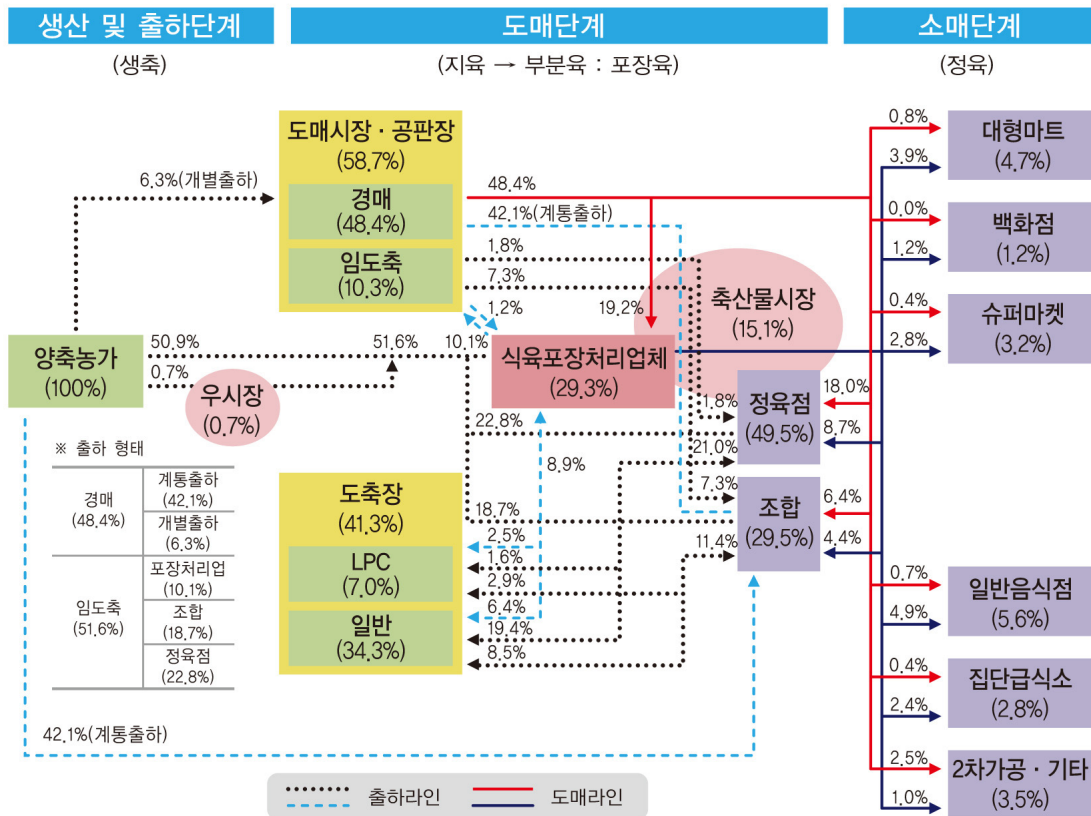 생산 및 출하단계
(생축)
도매단계
(지육 → 부분육 : 포장육)
소매단계
(정육)
6.3%(개별출하)
도매시장 · 공판장
(58.7%)
경매
(48.4%)
임도축
(10.3%)
48.4%
42.1%(계통출하)
1.8%
7.3%
1.2%
19.2%
축산물시장
(15.1%)
양축농가
(100%)
50.9%
0.7%
우시장
(0.7%)
51.6%
10.1%
식육포장처리업체
(29.3%)
22.8%
8.9%
18.7%
1.8%
정육점
(49.5%)
21.0%
7.3%
조합
(29.5%)
11.4%
※ 출하 형태
경매
(48.4%)
계통출하
(42.1%)
개별출하
(6.3%)
임도축
(51.6%)
포장처리업
(10.1%)
조합
(18.7%)
정육점
(22.8%)
도축장
(41.3%)
LPC
(7.0%)
일반
(34.3%)
2.5%
1.6%
2.9%
6.4%
19.4%
8.5%
42.1%(계통출하)
0.8%
3.9%
대형마트
(4.7%)
0.0%
1.2%
백화점
(1.2%)
0.4%
2.8%
슈퍼마켓
(3.2%)
18.0%
8.7%
6.4%
4.4%
0.7%
4.9%
일반음식점
(5.6%)
0.4%
2.4%
집단급식소
(2.8%)
2.5%
1.0%
2차가공 · 기타
(3.5%)
출하라인
도매라인